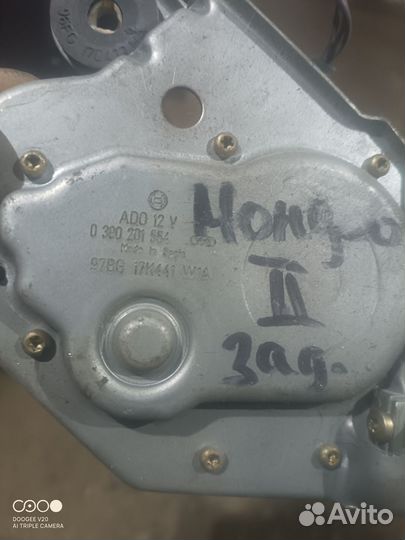 ADO 12 V
0 390 201 554
Made in Spain
97BG 17K441 W1A
Мондео
II
зад.
DOOGEE V20
AI TRIPLE CAMERA
Avito